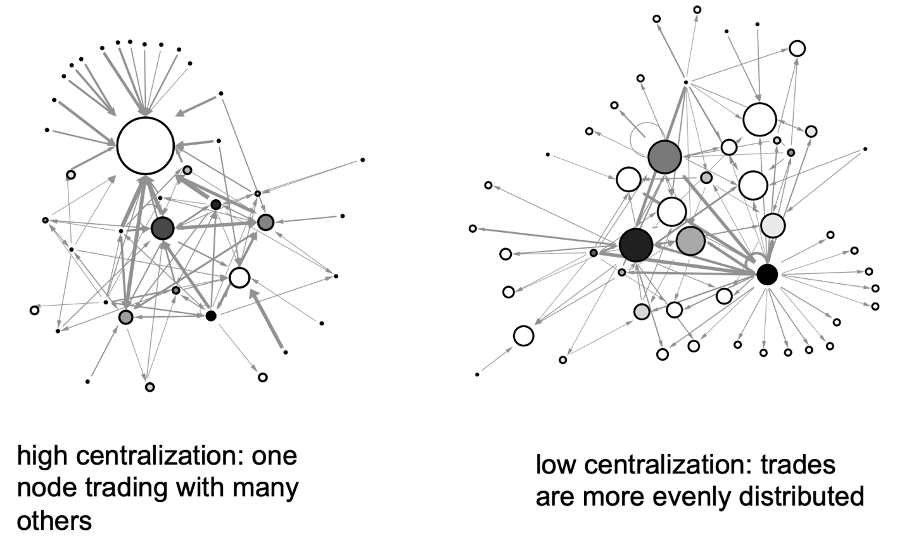 high centralization: one
node trading with many
others
low centralization: trades
are more evenly distributed